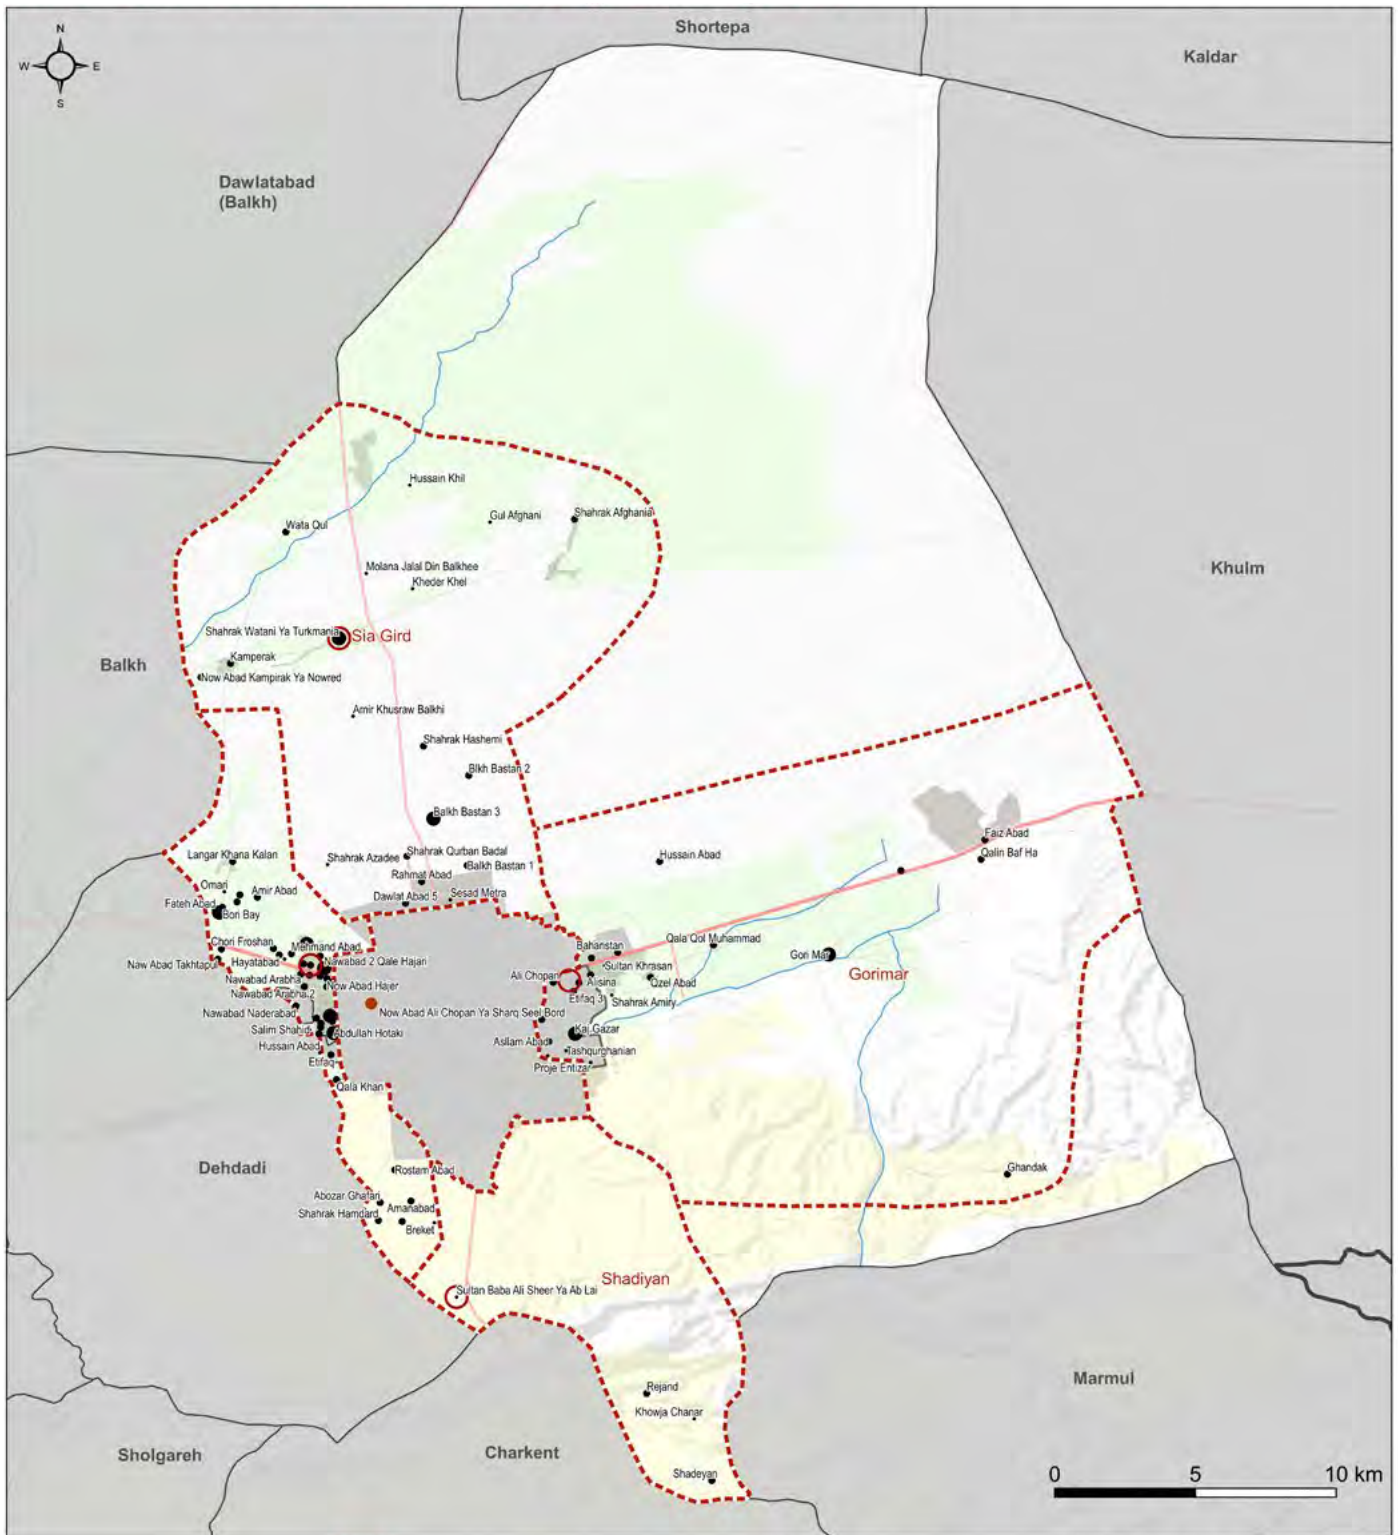 Shortepa
Kaldar
N
W E
S
Dawlatabad
(Balkh)
Hussain Khil
Gul Afghani
Shahrak Afghania
Wata Qul
Molana Jalal Din Balkhee
Kheder Khel
Khulm
Shahrak Watani Ya Turkmania
Sia Gird
Balkh
Kamperak
Now Abad Kampirak Ya Nowred
Amir Khusraw Balkhi
Shahrak Hashemi
Blkh Bastan 2
Balkh Bastan 3
Faiz Abad
Qalin Baf Ha
Langar Khana Kalan
Shahrak Azadee
Shahrak Qurban Badal
Balkh Bastan 1
Hussain Abad
Rahmat Abad
Omari
Amir Abad
Dawlat Abad 5
Sesad Metra
Fateh Abad
Bori Bay
Chori Froshan
Mehmand Abad
Bahanstan
Qala Qol Muhammad
Gori Mar
Naw Abad Takhtapul
Hayatabad
Nawabad 2 Qale Hajari
Sultan Khrasan
Gorimar
Nawabad Arabha
Now Abad Hajer
Ali Chopan
Alisina
Qzel Abad
Nawabad Arabha 2
Etifaq 3
Shahrak Amiry
Nawabad Naderabad
Now Abad Ali Chopan Ya Sharq Seel Bord
Salim Shahid
Abdullah Hotaki
Kaj Gazar
Hussain Abad
Asllam Abad
Tashqurghanian
Etifaq
Proje Entizar
Qala Khan
Dehdadi
Rostam Abad
Ghandak
Abozar Ghafari
Amanabad
Shahrak Hamdard
Breket
Shadiyan
Sultan Baba Ali Sheer Ya Ab Lai
Marmul
Rejand
Khowja Chanar
Sholgareh
Charkent
Shadeyan
0 5 10 km